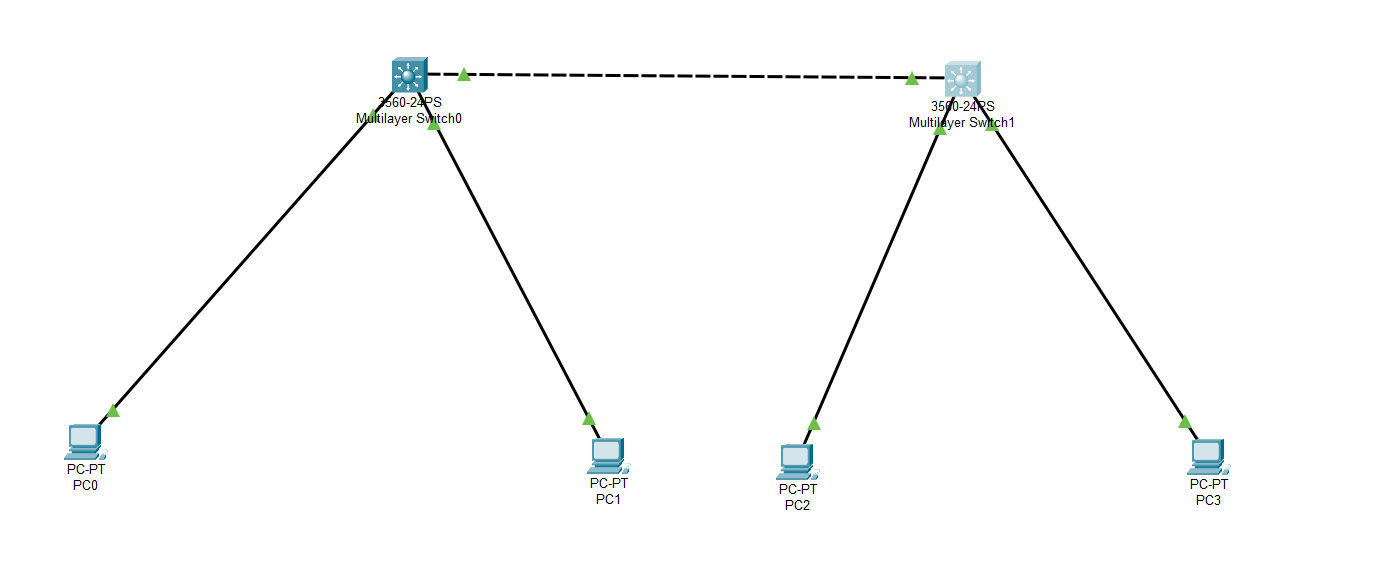 3560-24PS
Multilayer Switch0
3560-24PS
Multilayer Switch1
PC-PT
PC0
PC-PT
PC1
PC-PT
PC2
PC-PT
PC3